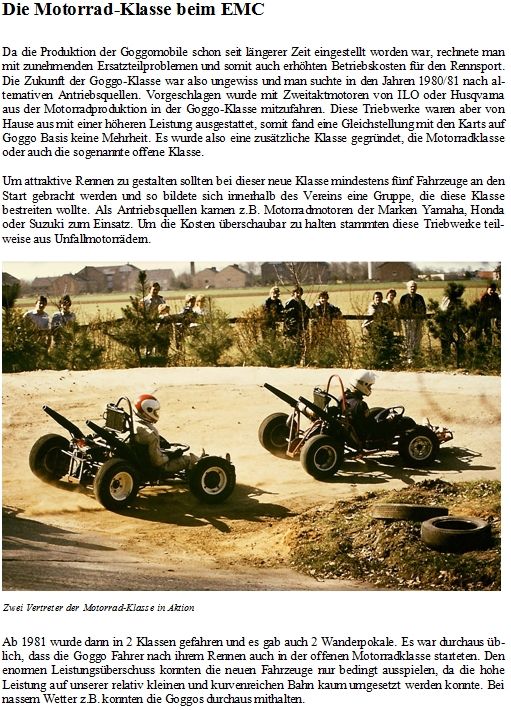 Die Motorrad-Klasse beim EMC
Da die Produktion der Goggomobile schon seit längerer Zeit eingestellt worden war, rechnete man
mit zunehmenden Ersatzteilproblemen und somit auch erhöhten Betriebskosten für den Rennsport.
Die Zukunft der Goggo-Klasse war also ungewiss und man suchte in den Jahren 1980/81 nach al-
ternativen Antriebsquellen. Vorgeschlagen wurde mit Zweitaktmotoren von ILO oder Husqvarna
aus der Motorradproduktion in der Goggo-Klasse mitzufahren. Diese Triebwerke waren aber von
Hause aus mit einer höheren Leistung ausgestattet, somit fand eine Gleichstellung mit den Karts auf
Goggo Basis keine Mehrheit. Es wurde also eine zusätzliche Klasse gegründet, die Motorradklasse
oder auch die sogenannte offene Klasse.
Um attraktive Rennen zu gestalten sollten bei dieser neue Klasse mindestens fünf Fahrzeuge an den
Start gebracht werden und so bildete sich innerhalb des Vereins eine Gruppe, die diese Klasse
bestreiten wollte. Als Antriebsquellen kamen z.B. Motorradmotoren der Marken Yamaha, Honda
oder Suzuki zum Einsatz. Um die Kosten überschaubar zu halten stammten diese Triebwerke teil-
weise aus Unfallmotorrädern.
Zwei Vertreter der Motorrad-Klasse in Aktion
Ab 1981 wurde dann in 2 Klassen gefahren und es gab auch 2 Wanderpokale. Es war durchaus üb-
lich, dass die Goggo Fahrer nach ihrem Rennen auch in der offenen Motorradklasse starteten. Den
enormen Leistungsüberschuss konnten die neuen Fahrzeuge nur bedingt ausspielen, da die hohe
Leistung auf unserer relativ kleinen und kurvenreichen Bahn kaum umgesetzt werden konnte. Bei
nassem Wetter z.B. konnten die Goggos durchaus mithalten.